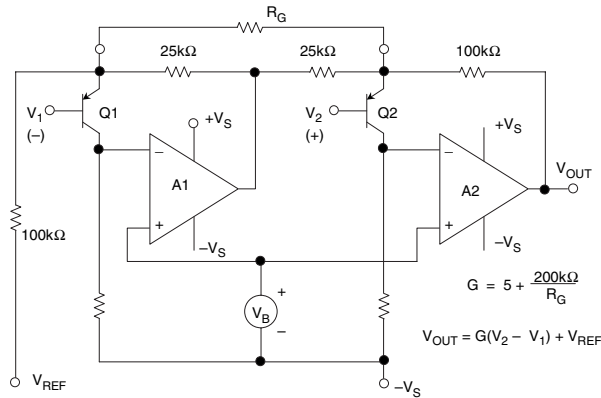 R_G
25kΩ
25kΩ
100kΩ
V_1
(−)
Q1
+V_S
V_2
(+)
Q2
+V_S
−
A1
+
−
A2
+
V_OUT
100kΩ
−V_S
−V_S
+
V_B
−
G = 5 + 200kΩ / R_G
V_OUT = G(V_2 − V_1) + V_REF
V_REF
−V_S